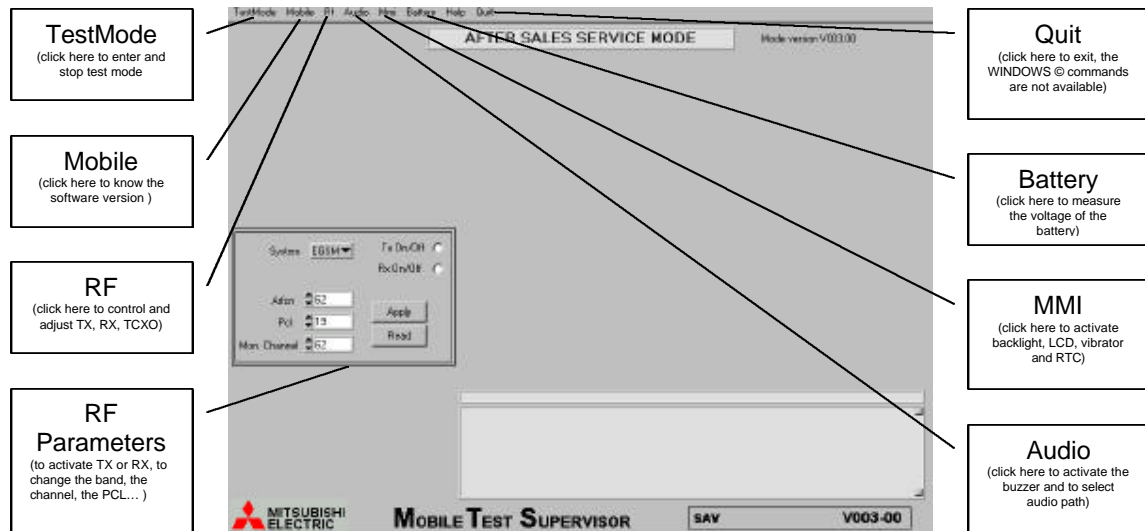 TestMode
(click here to enter and
stop test mode
Mobile
(click here to know the
software version )
RF
(click here to control and
adjust TX, RX, TCXO)
RF
Parameters
(to activate TX or RX, to
change the band, the
channel, the PCL... )
TestMode Mobile Rf Audio Mmi Battery Help Quit
AFTER SALES SERVICE MODE
Mode version V003.00
System EGSM Tx On/Off
Rx On/Off
Arfcn 62
Apply
Pcl 19
Read
Mon. Channel 62
MITSUBISHI
ELECTRIC
MOBILE TEST SUPERVISOR
SAV V003-00
Quit
(click here to exit, the
WINDOWS © commands
are not available)
Battery
(click here to measure
the voltage of the
battery)
MMI
(click here to activate
backlight, LCD, vibrator
and RTC)
Audio
(click here to activate the
buzzer and to select
audio path)